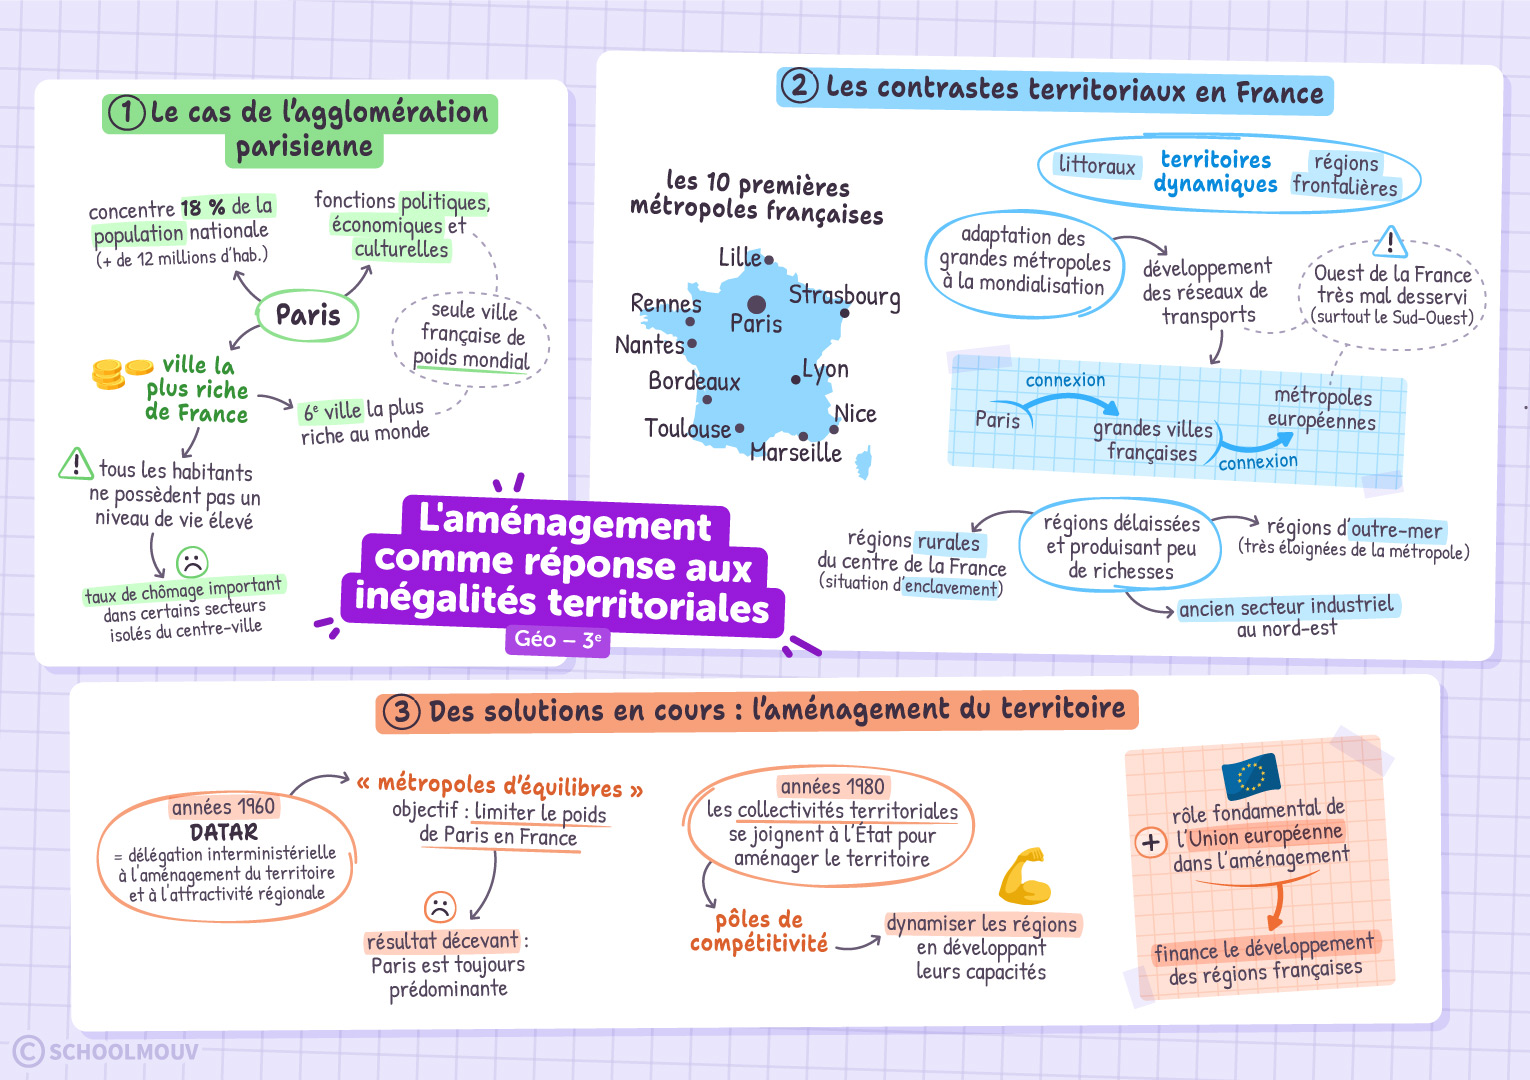 ① Le cas de l'agglomération
parisienne
concentre 18 % de la
population nationale
(+ de 12 millions d'hab.)
fonctions politiques,
économiques et
culturelles
Paris
seule ville
française de
poids mondial
ville la
plus riche
de France
6e ville la plus
riche au monde
!
tous les habitants
ne possèdent pas un
niveau de vie élevé
taux de chômage important
dans certains secteurs
isolés du centre-ville
L'aménagement
comme réponse aux
inégalités territoriales
Géo – 3e
② Les contrastes territoriaux en France
les 10 premières
métropoles françaises
Lille
Strasbourg
Rennes
Paris
Nantes
Lyon
Bordeaux
Nice
Toulouse
Marseille
littoraux
territoires
dynamiques
régions
frontalières
adaptation des
grandes métropoles
à la mondialisation
développement
des réseaux de
transports
!
Ouest de la France
très mal desservi
(surtout le Sud-Ouest)
connexion
Paris
grandes villes
françaises
connexion
métropoles
européennes
régions rurales
du centre de la France
(situation d'enclavement)
régions délaissées
et produisant peu
de richesses
régions d'outre-mer
(très éloignées de la métropole)
ancien secteur industriel
au nord-est
③ Des solutions en cours : l'aménagement du territoire
années 1960
DATAR
= délégation interministérielle
à l'aménagement du territoire
et à l'attractivité régionale
« métropoles d'équilibres »
objectif : limiter le poids
de Paris en France
résultat décevant :
Paris est toujours
prédominante
années 1980
les collectivités territoriales
se joignent à l'État pour
aménager le territoire
pôles de
compétitivité
dynamiser les régions
en développant
leurs capacités
+
rôle fondamental de
l'Union européenne
dans l'aménagement
finance le développement
des régions françaises
© SCHOOLMOUV